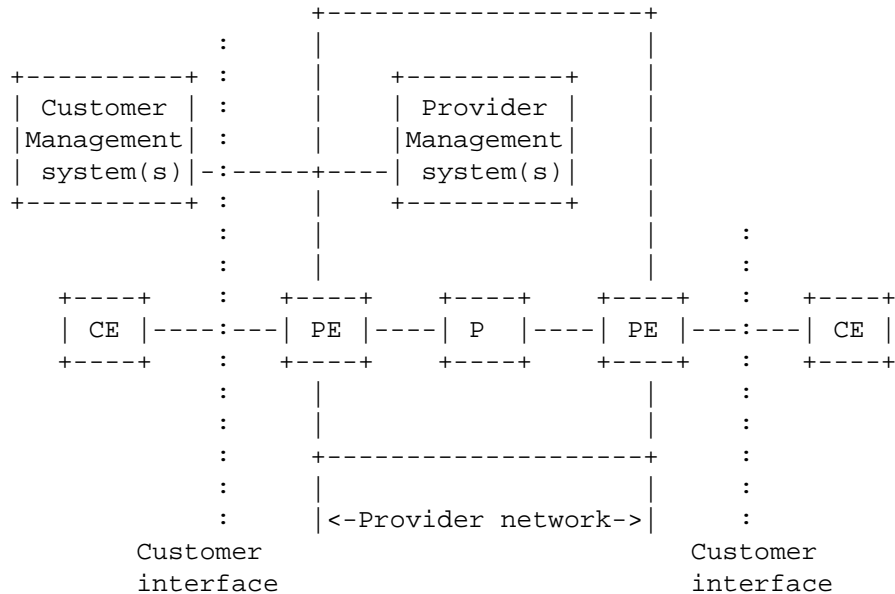 Customer Provider
Management Management
system(s) system(s)
CE PE P PE CE
<-Provider network->
Customer Customer
interface interface